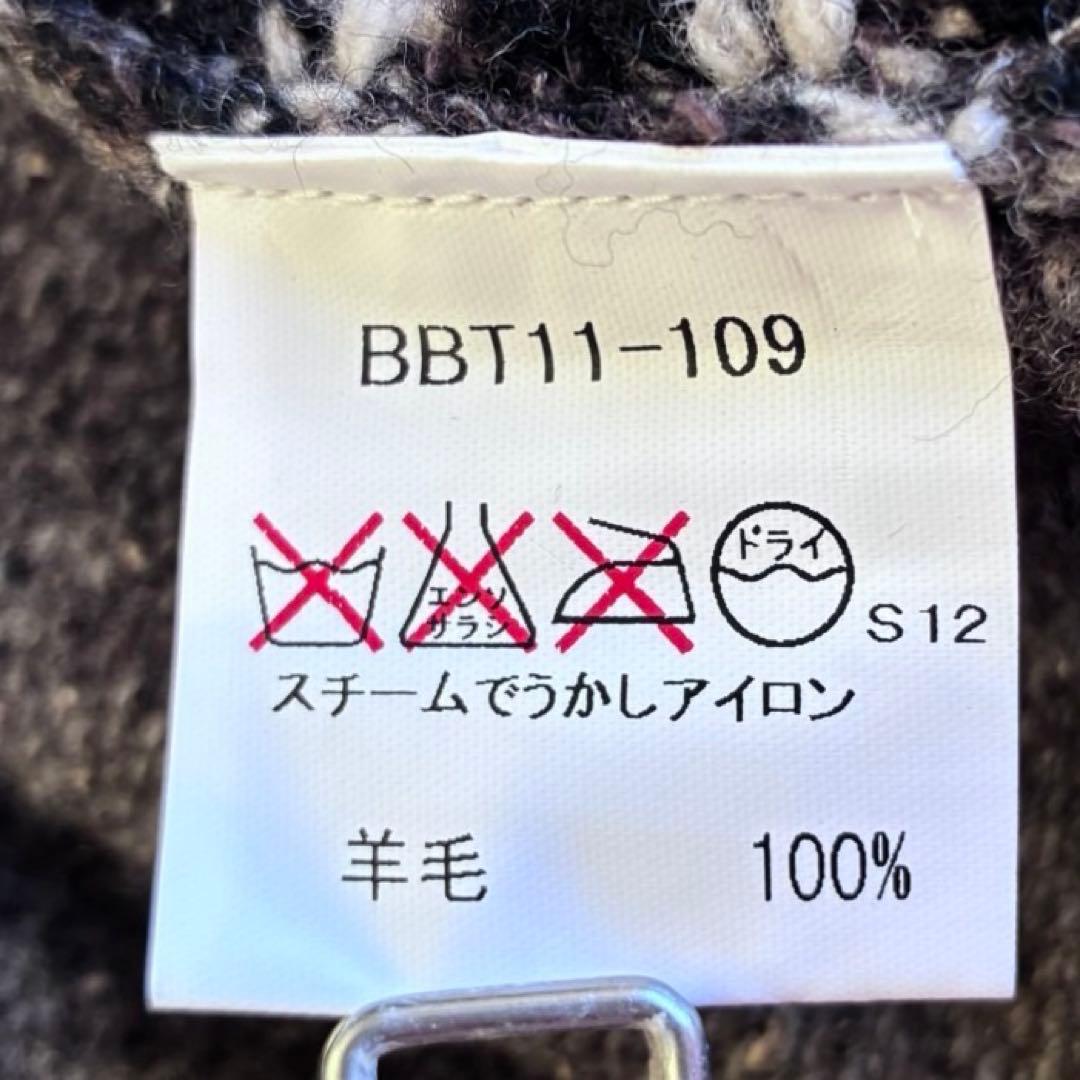 BBT11-109
エンソ
サラシ
ドライ
S12
スチームでうかしアイロン
羊毛 100%